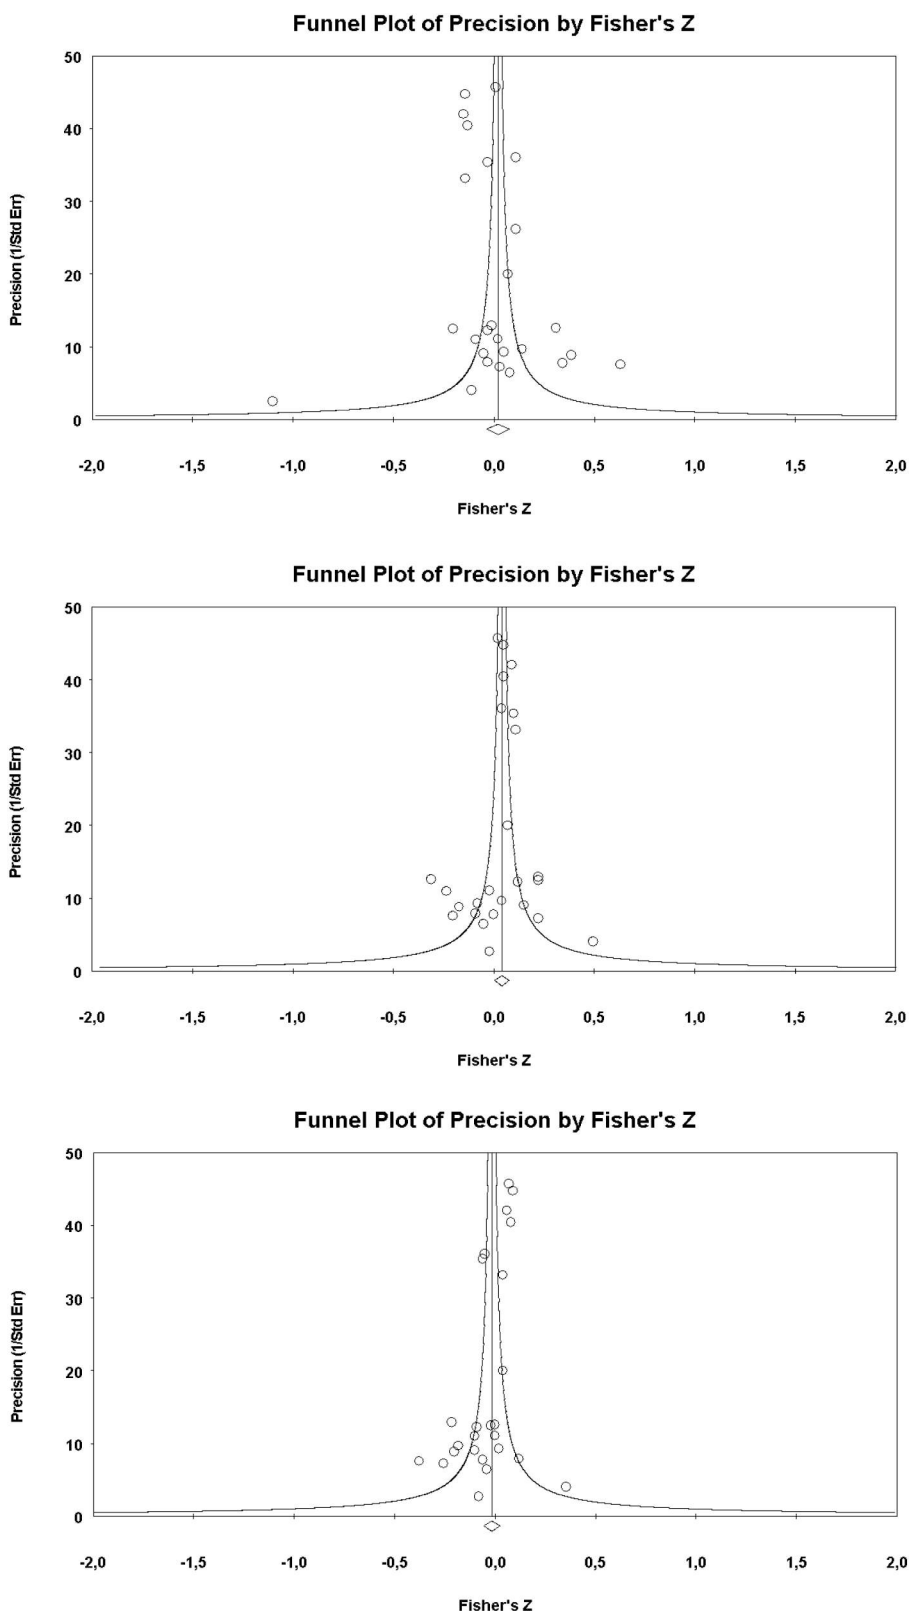 Funnel Plot of Precision by Fisher's Z
50
40
30
20
10
0
Precision (1/Std Err)
-2,0 -1,5 -1,0 -0,5 0,0 0,5 1,0 1,5 2,0
Fisher's Z
Funnel Plot of Precision by Fisher's Z
50
40
30
20
10
0
Precision (1/Std Err)
-2,0 -1,5 -1,0 -0,5 0,0 0,5 1,0 1,5 2,0
Fisher's Z
Funnel Plot of Precision by Fisher's Z
50
40
30
20
10
0
Precision (1/Std Err)
-2,0 -1,5 -1,0 -0,5 0,0 0,5 1,0 1,5 2,0
Fisher's Z